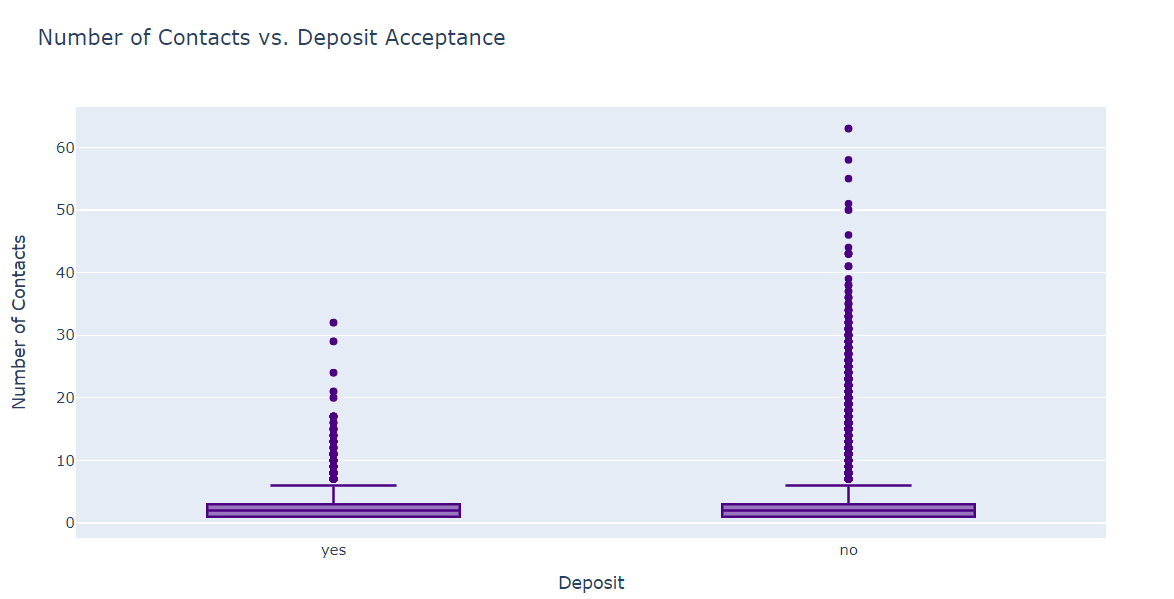 Number of Contacts vs. Deposit Acceptance
Number of Contacts
60
50
40
30
20
10
0
yes
no
Deposit